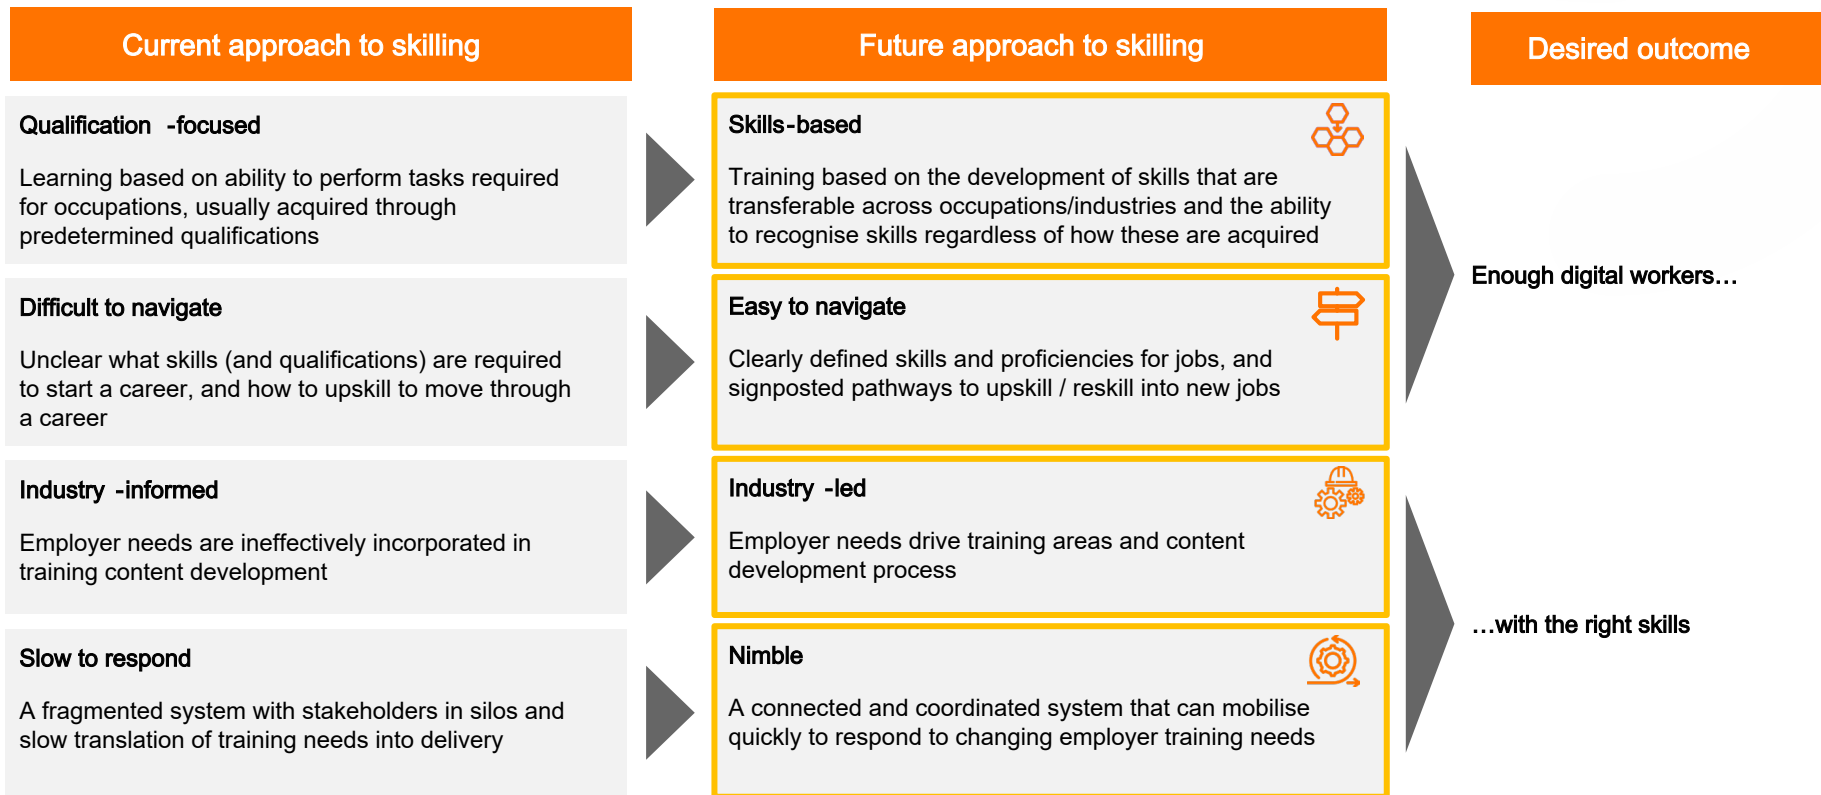 Current approach to skilling
Future approach to skilling
Desired outcome
Qualification -focused
Learning based on ability to perform tasks required
for occupations, usually acquired through
predetermined qualifications
Skills-based
Training based on the development of skills that are
transferable across occupations/industries and the ability
to recognise skills regardless of how these are acquired
Difficult to navigate
Unclear what skills (and qualifications) are required
to start a career, and how to upskill to move through
a career
Easy to navigate
Clearly defined skills and proficiencies for jobs, and
signposted pathways to upskill / reskill into new jobs
Enough digital workers…
Industry -informed
Employer needs are ineffectively incorporated in
training content development
Industry -led
Employer needs drive training areas and content
development process
Slow to respond
A fragmented system with stakeholders in silos and
slow translation of training needs into delivery
Nimble
A connected and coordinated system that can mobilise
quickly to respond to changing employer training needs
…with the right skills